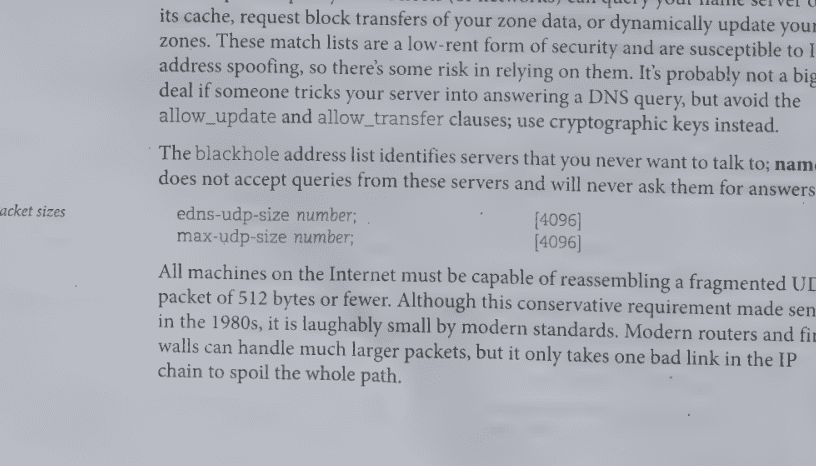 its cache, request block transfers of your zone data, or dynamically update your
zones. These match lists are a low-rent form of security and are susceptible to I
address spoofing, so there's some risk in relying on them. It's probably not a big
deal if someone tricks your server into answering a DNS query, but avoid the
allow_update and allow_transfer clauses; use cryptographic keys instead.
The blackhole address list identifies servers that you never want to talk to; name
does not accept queries from these servers and will never ask them for answers
acket sizes
edns-udp-size number; [4096]
max-udp-size number; [4096]
All machines on the Internet must be capable of reassembling a fragmented UD
packet of 512 bytes or fewer. Although this conservative requirement made sen
in the 1980s, it is laughably small by modern standards. Modern routers and fir
walls can handle much larger packets, but it only takes one bad link in the IP
chain to spoil the whole path.